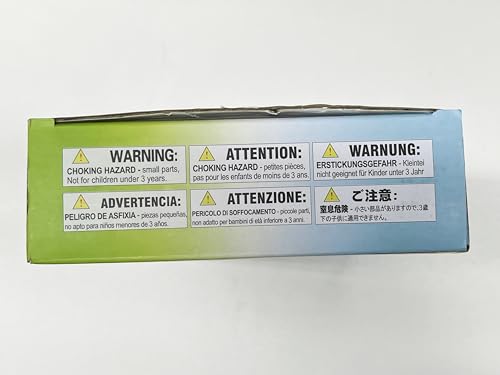 WARNING:
CHOKING HAZARD - small parts,
Not for children under 3 years.
ATTENTION:
CHOKING HAZARD - petites pièces,
pas pour les enfants de moins de 3 ans.
WARNUNG:
ERSTICKUNGSGEFAHR - Kleintei
nicht geeignet für Kinder unter 3 Jahr
ADVERTENCIA:
PELIGRO DE ASFIXIA - piezas pequeñas,
no apto para niños menores de 3 años.
ATTENZIONE:
PERICOLO DI SOFFOCAMENTO - piccole parti,
non adatto per bambini di età inferiore a 3 anni.
ご注意:
窒息危険 - 小さい部品がありますので、3歳
下の子供に適用できません。